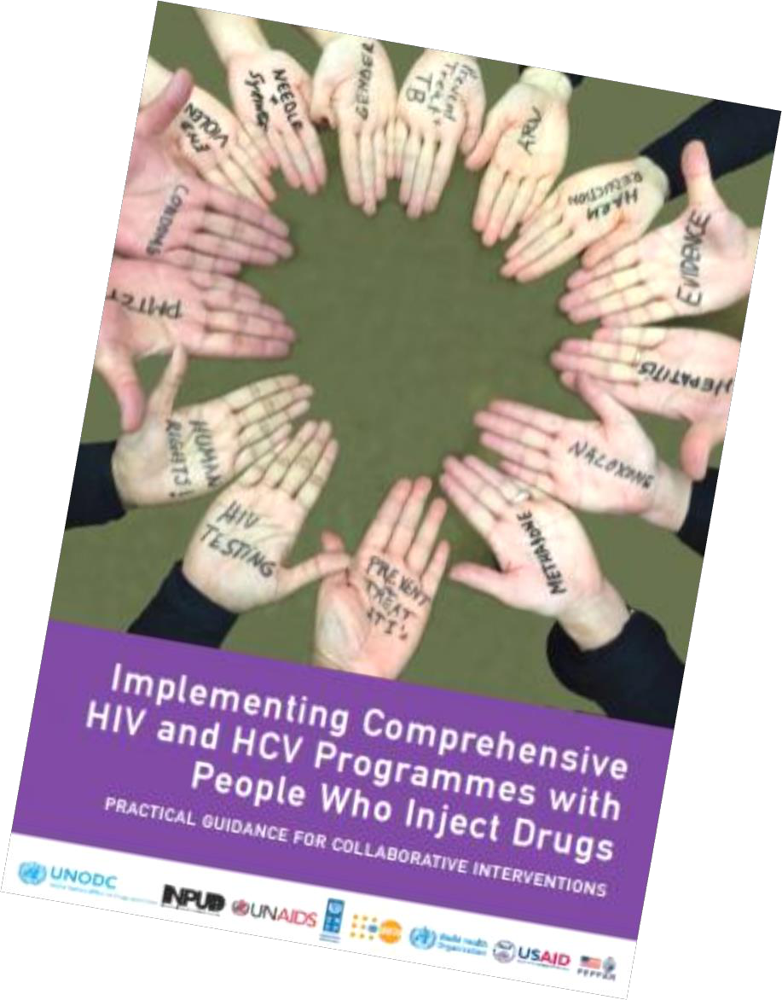 END
VIOLEN
NEEDLE
+
SYRINGE
GENDER
Prevent
Treat
TB
ARV
HARM
REDUCTION
EVIDENCE
CONDOMS
HEPATITIS
HUMAN
RIGHTS!
NALOXONE
HIV
TESTING
METHADONE
PREVENT
TREAT
STI's
Implementing Comprehensive
HIV and HCV Programmes with
People Who Inject Drugs
PRACTICAL GUIDANCE FOR COLLABORATIVE INTERVENTIONS
UNODC
INPUD
UNAIDS
World Health
Organization
USAID
PEPFAR